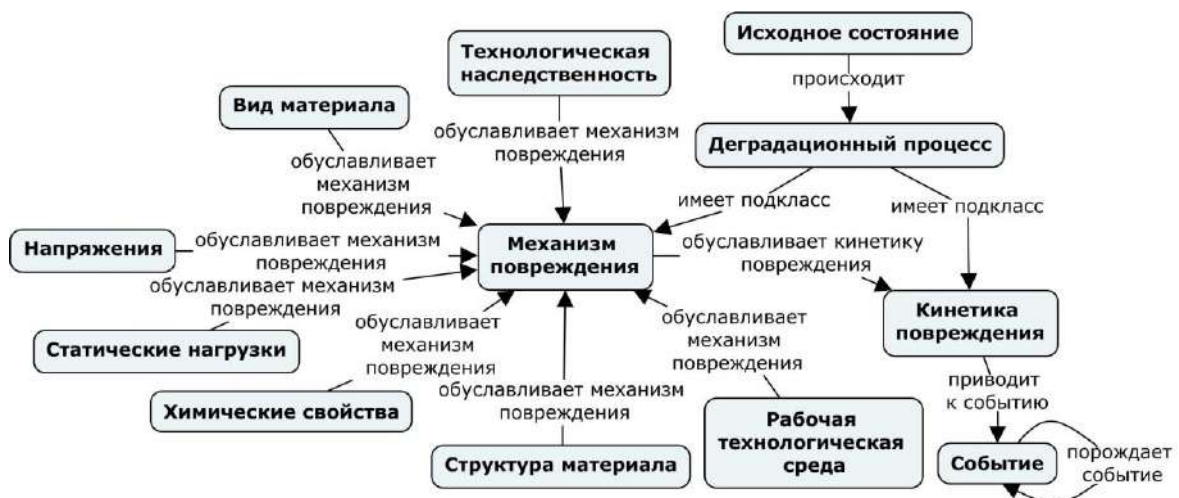 Исходное состояние
Технологическая
наследственность
происходит
Вид материала
обуславливает механизм
повреждения
Деградационный процесс
обуславливает
механизм
повреждения
имеет подкласс
имеет подкласс
Напряжения
обуславливает механизм
повреждения
Механизм
повреждения
обуславливает кинетику
повреждения
обуславливает механизм
повреждения
Кинетика
повреждения
Статические нагрузки
обуславливает
механизм
повреждения
обуславливает
механизм
повреждения
приводит
к событию
обуславливает механизм
повреждения
Химические свойства
Рабочая
технологическая
среда
Структура материала
Событие
порождает
событие